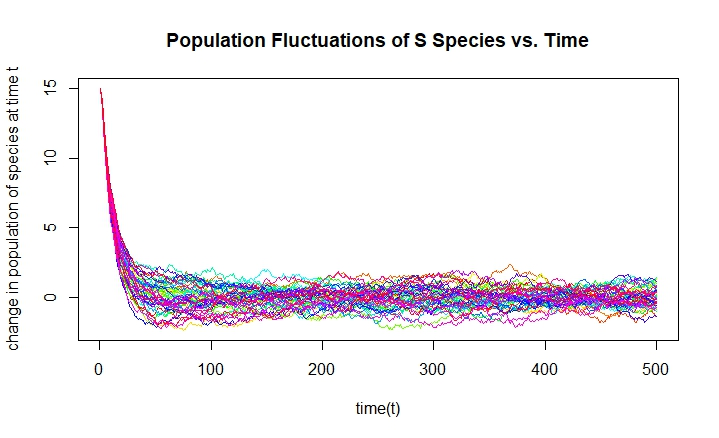 Population Fluctuations of S Species vs. Time
change in population of species at time t
15
10
5
0
0 100 200 300 400 500
time(t)